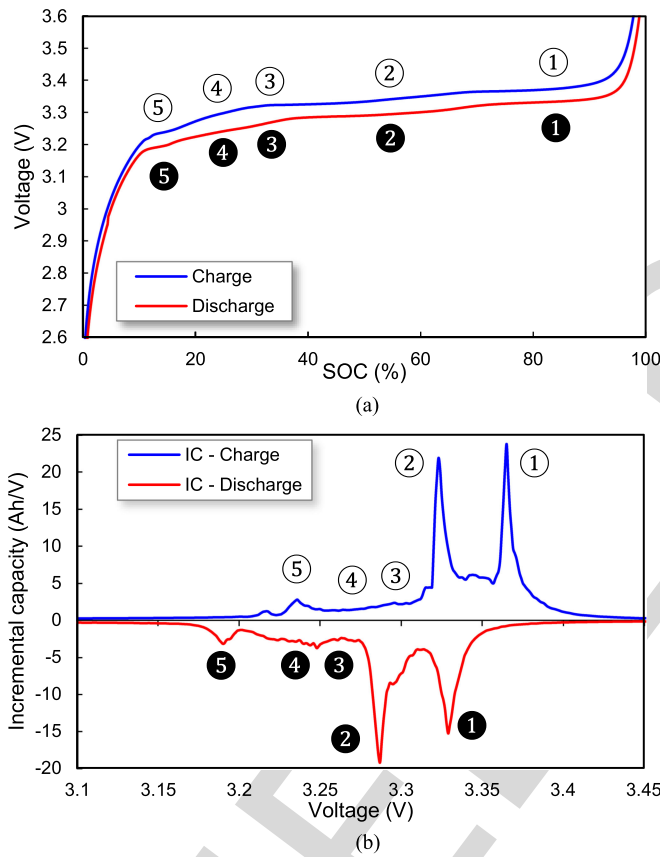 3.6
3.5
3.4
3.3
3.2
3.1
3
2.9
2.8
2.7
2.6
Voltage (V)
⑤ ④ ③ ② ①
❺ ❹ ❸ ❷ ❶
Charge
Discharge
0 20 40 60 80 100
SOC (%)
(a)
25
20
15
10
5
0
-5
-10
-15
-20
Incremental capacity (Ah/V)
IC - Charge
IC - Discharge
⑤ ④ ③ ② ①
❺ ❹ ❸ ❷ ❶
3.1 3.15 3.2 3.25 3.3 3.35 3.4 3.45
Voltage (V)
(b)